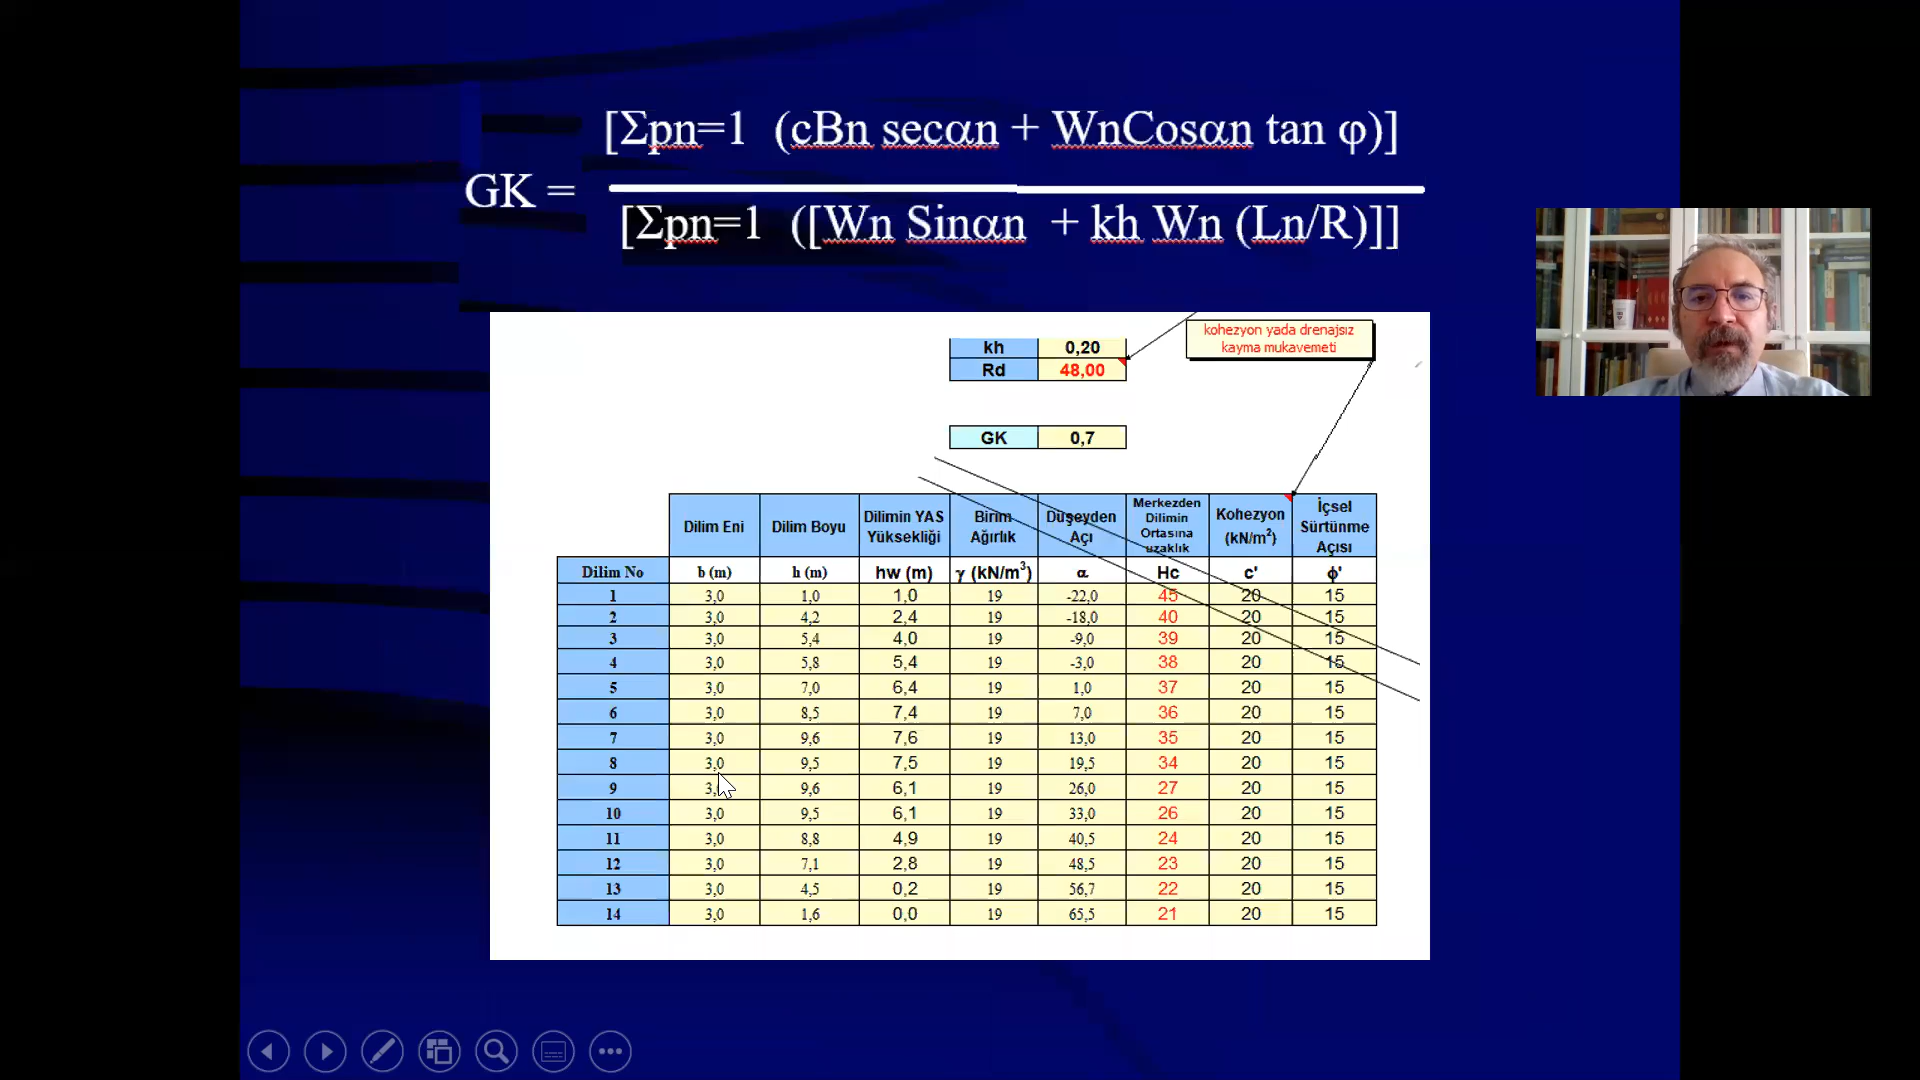 [Σpn=1 (cBn secαn + WnCosαn tan φ)]
GK =
[Σpn=1 ([Wn Sinαn + kh Wn (Ln/R)]]
kohezyon yada drenajsız
kayma mukavemeti
kh 0,20
Rd 48,00
GK 0,7
Dilim Eni Dilim Boyu Dilimin YAS Yüksekliği Birim Ağırlık Düşeyden Açı Merkezden Dilimin Ortasına uzaklık Kohezyon (kN/m²) İçsel Sürtünme Açısı
Dilim No b (m) h (m) hw (m) γ (kN/m³) α Hc c' ϕ'
1 3,0 1,0 1,0 19 -22,0 45 20 15
2 3,0 4,2 2,4 19 -18,0 40 20 15
3 3,0 5,4 4,0 19 -9,0 39 20 15
4 3,0 5,8 5,4 19 -3,0 38 20 15
5 3,0 7,0 6,4 19 1,0 37 20 15
6 3,0 8,5 7,4 19 7,0 36 20 15
7 3,0 9,6 7,6 19 13,0 35 20 15
8 3,0 9,5 7,5 19 19,5 34 20 15
9 3,0 9,6 6,1 19 26,0 27 20 15
10 3,0 9,5 6,1 19 33,0 26 20 15
11 3,0 8,8 4,9 19 40,5 24 20 15
12 3,0 7,1 2,8 19 48,5 23 20 15
13 3,0 4,5 0,2 19 56,7 22 20 15
14 3,0 1,6 0,0 19 65,5 21 20 15